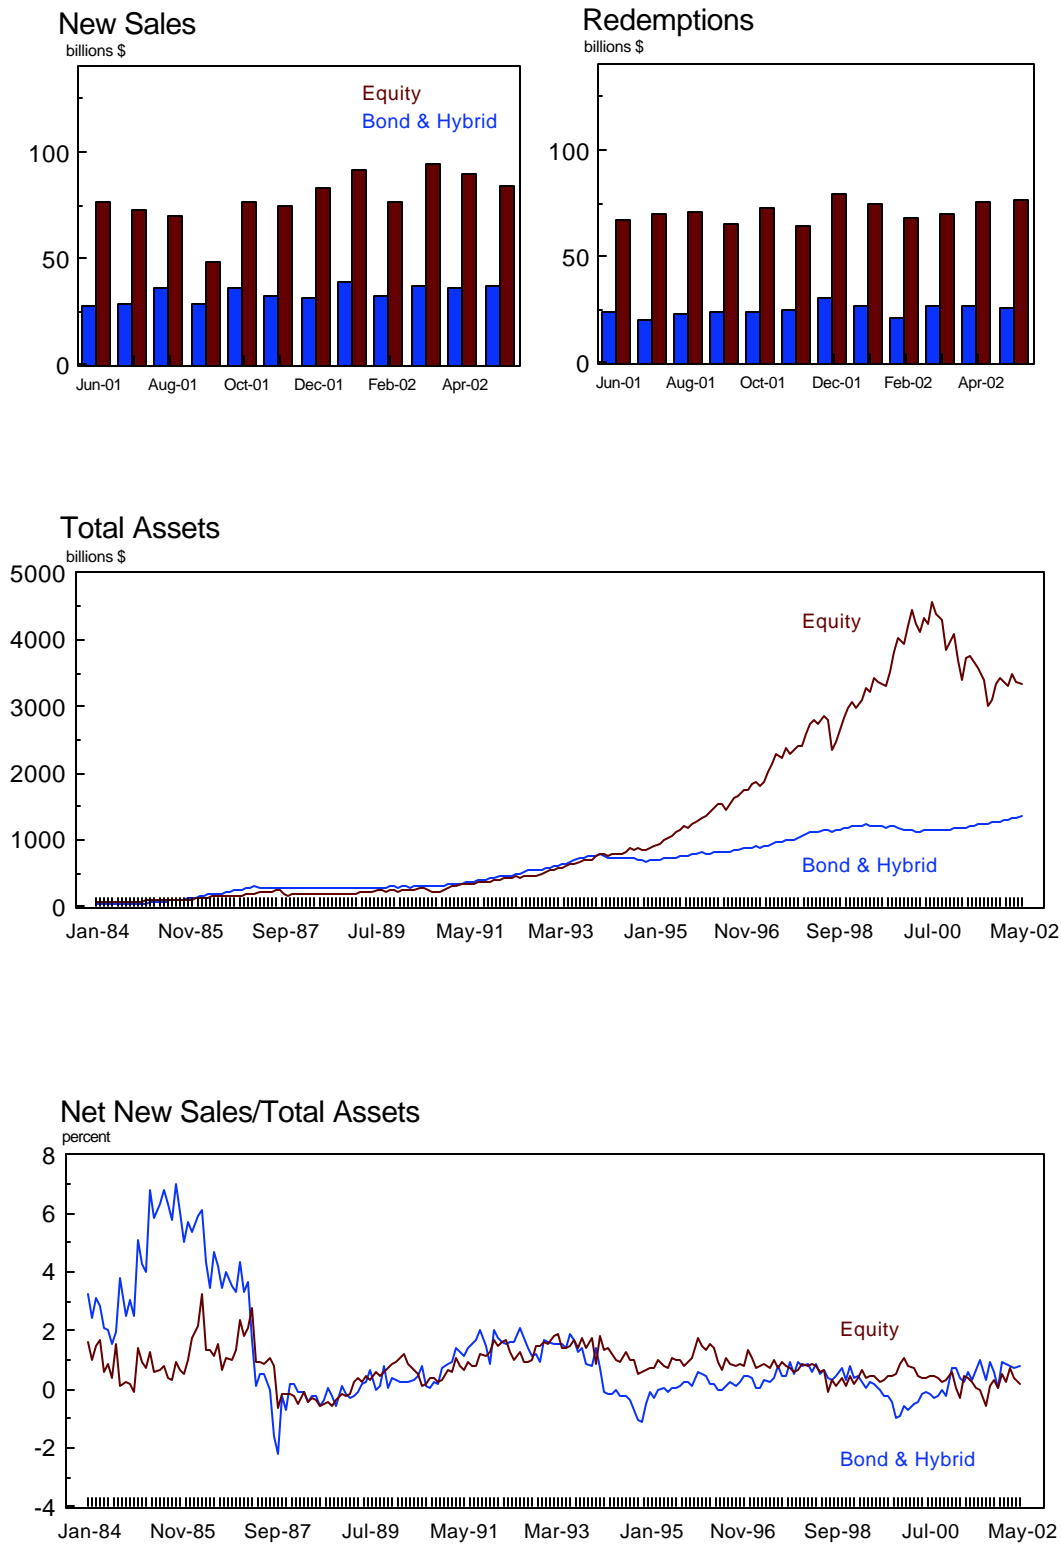 New Sales
billions $
Equity
Bond & Hybrid
100
50
0
Jun-01 Aug-01 Oct-01 Dec-01 Feb-02 Apr-02
Redemptions
billions $
100
50
0
Jun-01 Aug-01 Oct-01 Dec-01 Feb-02 Apr-02
Total Assets
billions $
5000
4000
3000
2000
1000
0
Equity
Bond & Hybrid
Jan-84 Nov-85 Sep-87 Jul-89 May-91 Mar-93 Jan-95 Nov-96 Sep-98 Jul-00 May-02
Net New Sales/Total Assets
percent
8
6
4
2
0
-2
-4
Equity
Bond & Hybrid
Jan-84 Nov-85 Sep-87 Jul-89 May-91 Mar-93 Jan-95 Nov-96 Sep-98 Jul-00 May-02